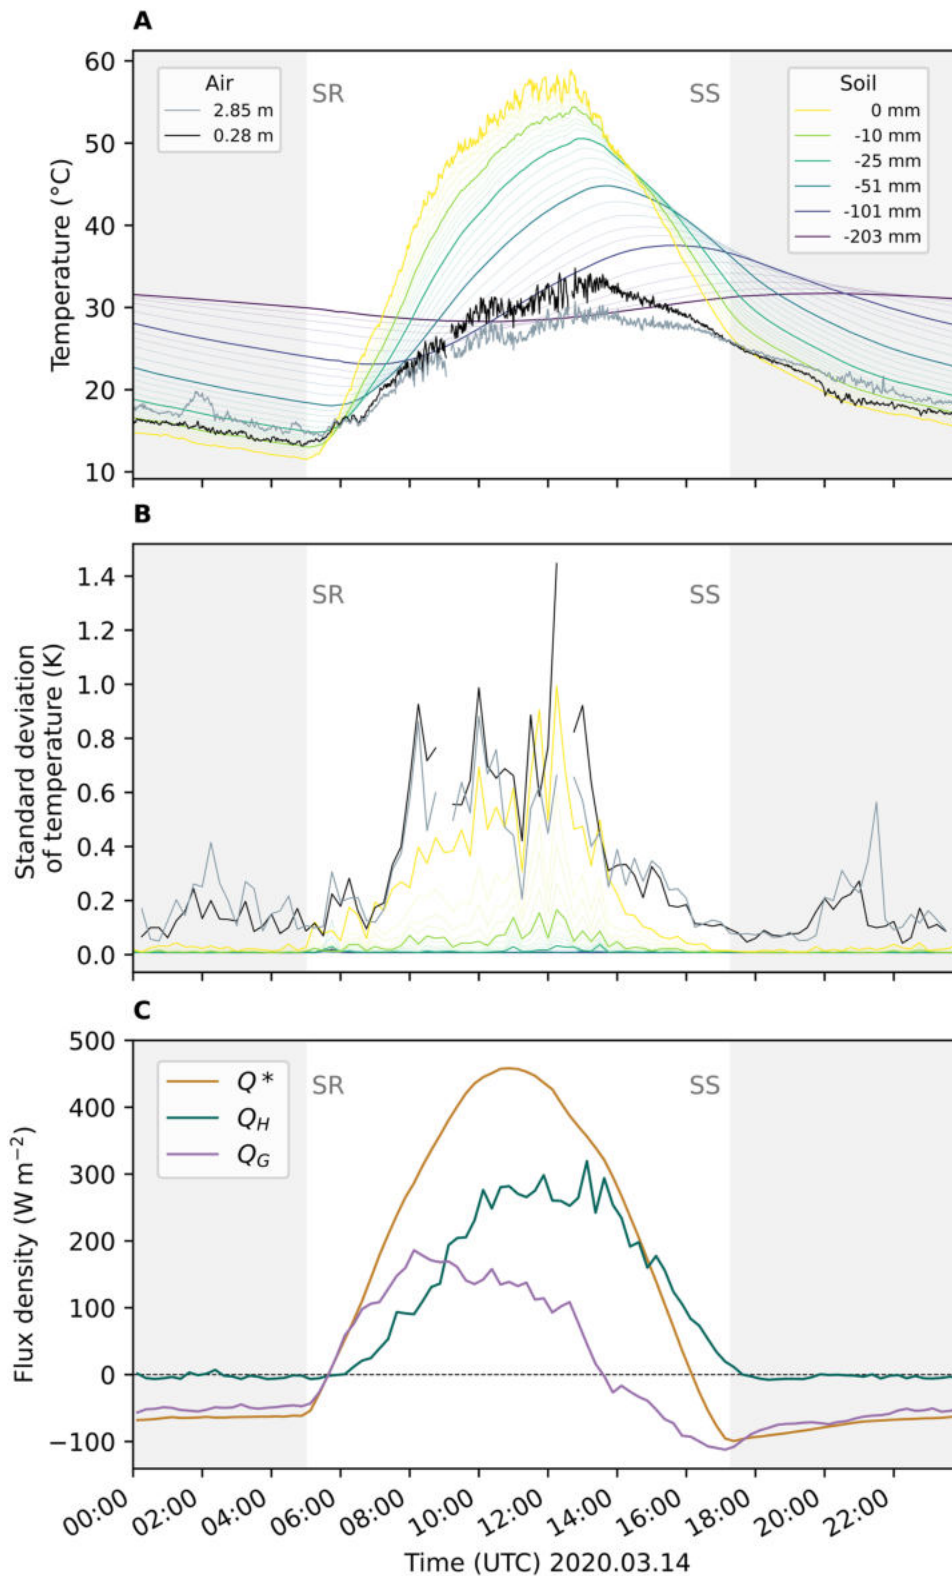 A
60
50
40
30
20
10
Temperature (°C)
Air
2.85 m
0.28 m
SR
SS
Soil
0 mm
-10 mm
-25 mm
-51 mm
-101 mm
-203 mm
B
1.4
1.2
1.0
0.8
0.6
0.4
0.2
0.0
Standard deviation
of temperature (K)
SR
SS
C
500
400
300
200
100
0
−100
Flux density (W m−2)
Q*
QH
QG
SR
SS
00:00
02:00
04:00
06:00
08:00
10:00
12:00
14:00
16:00
18:00
20:00
22:00
Time (UTC) 2020.03.14